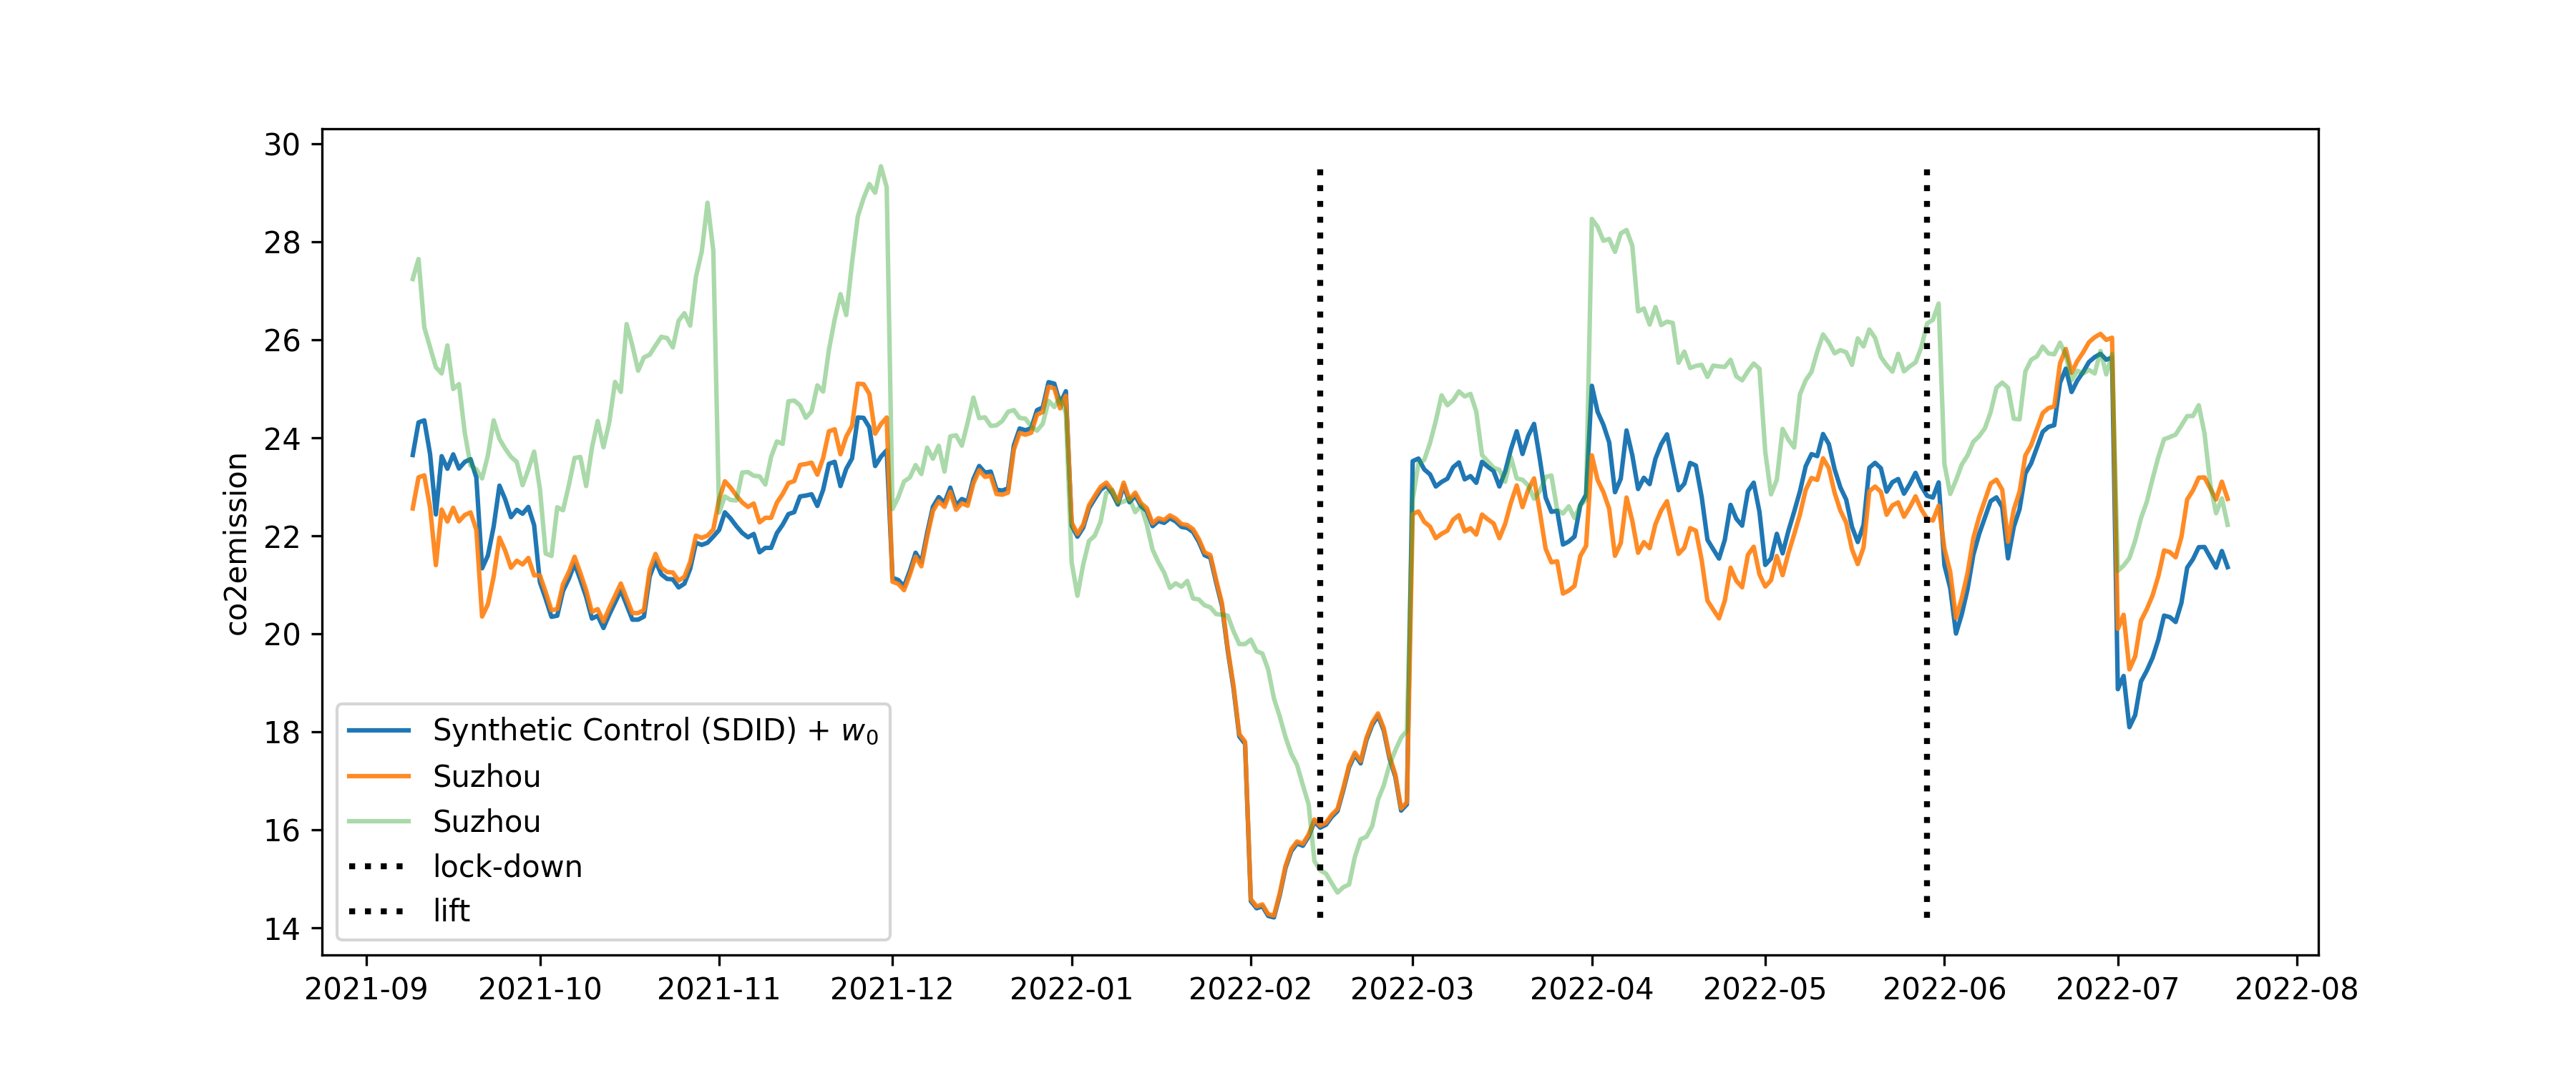 30
28
26
24
22
20
18
16
14
co2emission
Synthetic Control (SDID) + w₀
Suzhou
Suzhou
lock-down
lift
2021-09 2021-10 2021-11 2021-12 2022-01 2022-02 2022-03 2022-04 2022-05 2022-06 2022-07 2022-08